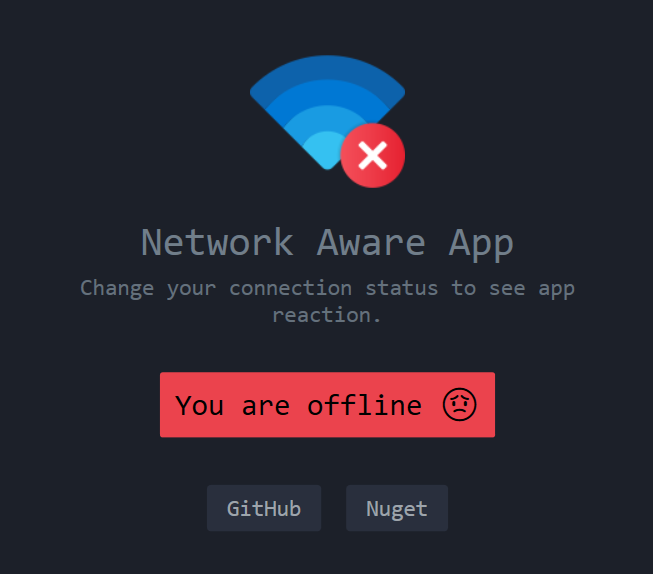 Network Aware App
Change your connection status to see app
reaction.
You are offline 😟
GitHub
Nuget